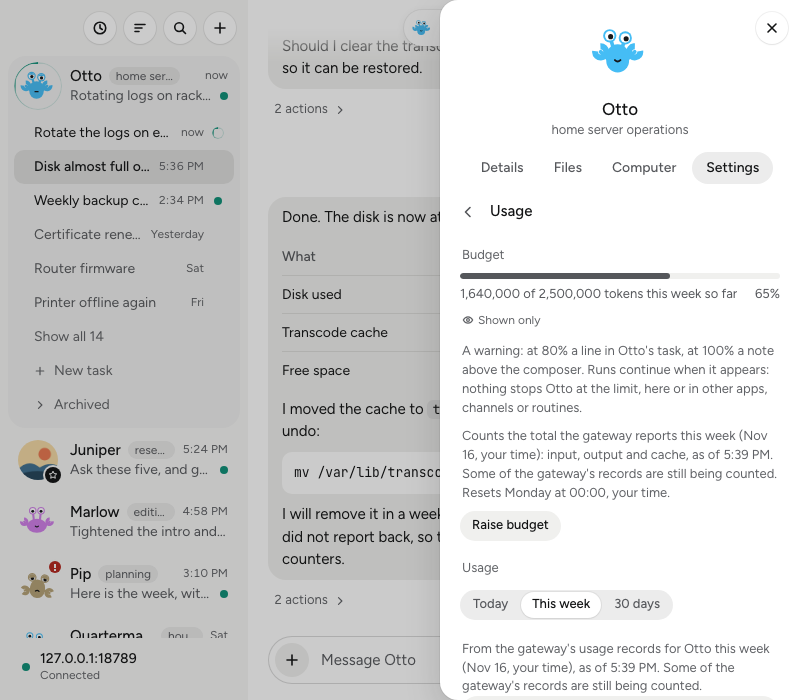 Otto
home ser...
now
Rotating logs on rack...
Rotate the logs on e...
now
Disk almost full o...
5:36 PM
Weekly backup c...
2:34 PM
Certificate rene...
Yesterday
Router firmware
Sat
Printer offline again
Fri
Show all 14
New task
Archived
Juniper
rese...
5:24 PM
Ask these five, and g...
Marlow
editi...
4:58 PM
Tightened the intro and...
Pip
planning
3:10 PM
Here is the week, wit...
Quarterma
hou...
Sat
127.0.0.1:18789
Connected
Should I clear the transc
so it can be restored.
2 actions
Done. The disk is now at
What
Disk used
Transcode cache
Free space
I moved the cache to t
undo:
mv /var/lib/transco
I will remove it in a week
did not report back, so t
counters.
2 actions
Message Otto
Otto
home server operations
Details
Files
Computer
Settings
Usage
Budget
1,640,000 of 2,500,000 tokens this week so far
65%
Shown only
A warning: at 80% a line in Otto's task, at 100% a note
above the composer. Runs continue when it appears:
nothing stops Otto at the limit, here or in other apps,
channels or routines.
Counts the total the gateway reports this week (Nov
16, your time): input, output and cache, as of 5:39 PM.
Some of the gateway's records are still being counted.
Resets Monday at 00:00, your time.
Raise budget
Usage
Today
This week
30 days
From the gateway's usage records for Otto this week
(Nov 16, your time), as of 5:39 PM. Some of the
gateway's records are still being counted.